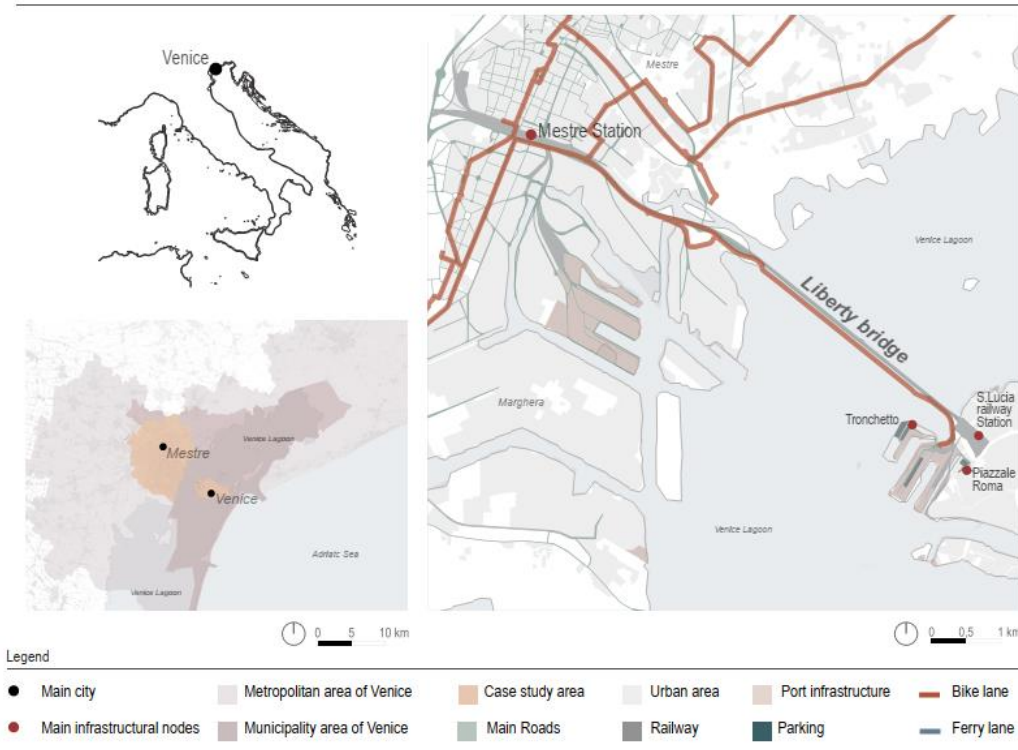 Venice
Mestre
Mestre Station
Venice Lagoon
Liberty bridge
Marghera
Tronchetto
S.Lucia
railway
Station
Piazzale
Roma
Venice Lagoon
Venice Lagoon
Mestre
Venice
Adriatc Sea
Venice Lagoon
0 5 10 km
0 0,5 1 km
Legend
Main city
Metropolitan area of Venice
Case study area
Urban area
Port infrastructure
Bike lane
Main infrastructural nodes
Municipality area of Venice
Main Roads
Railway
Parking
Ferry lane